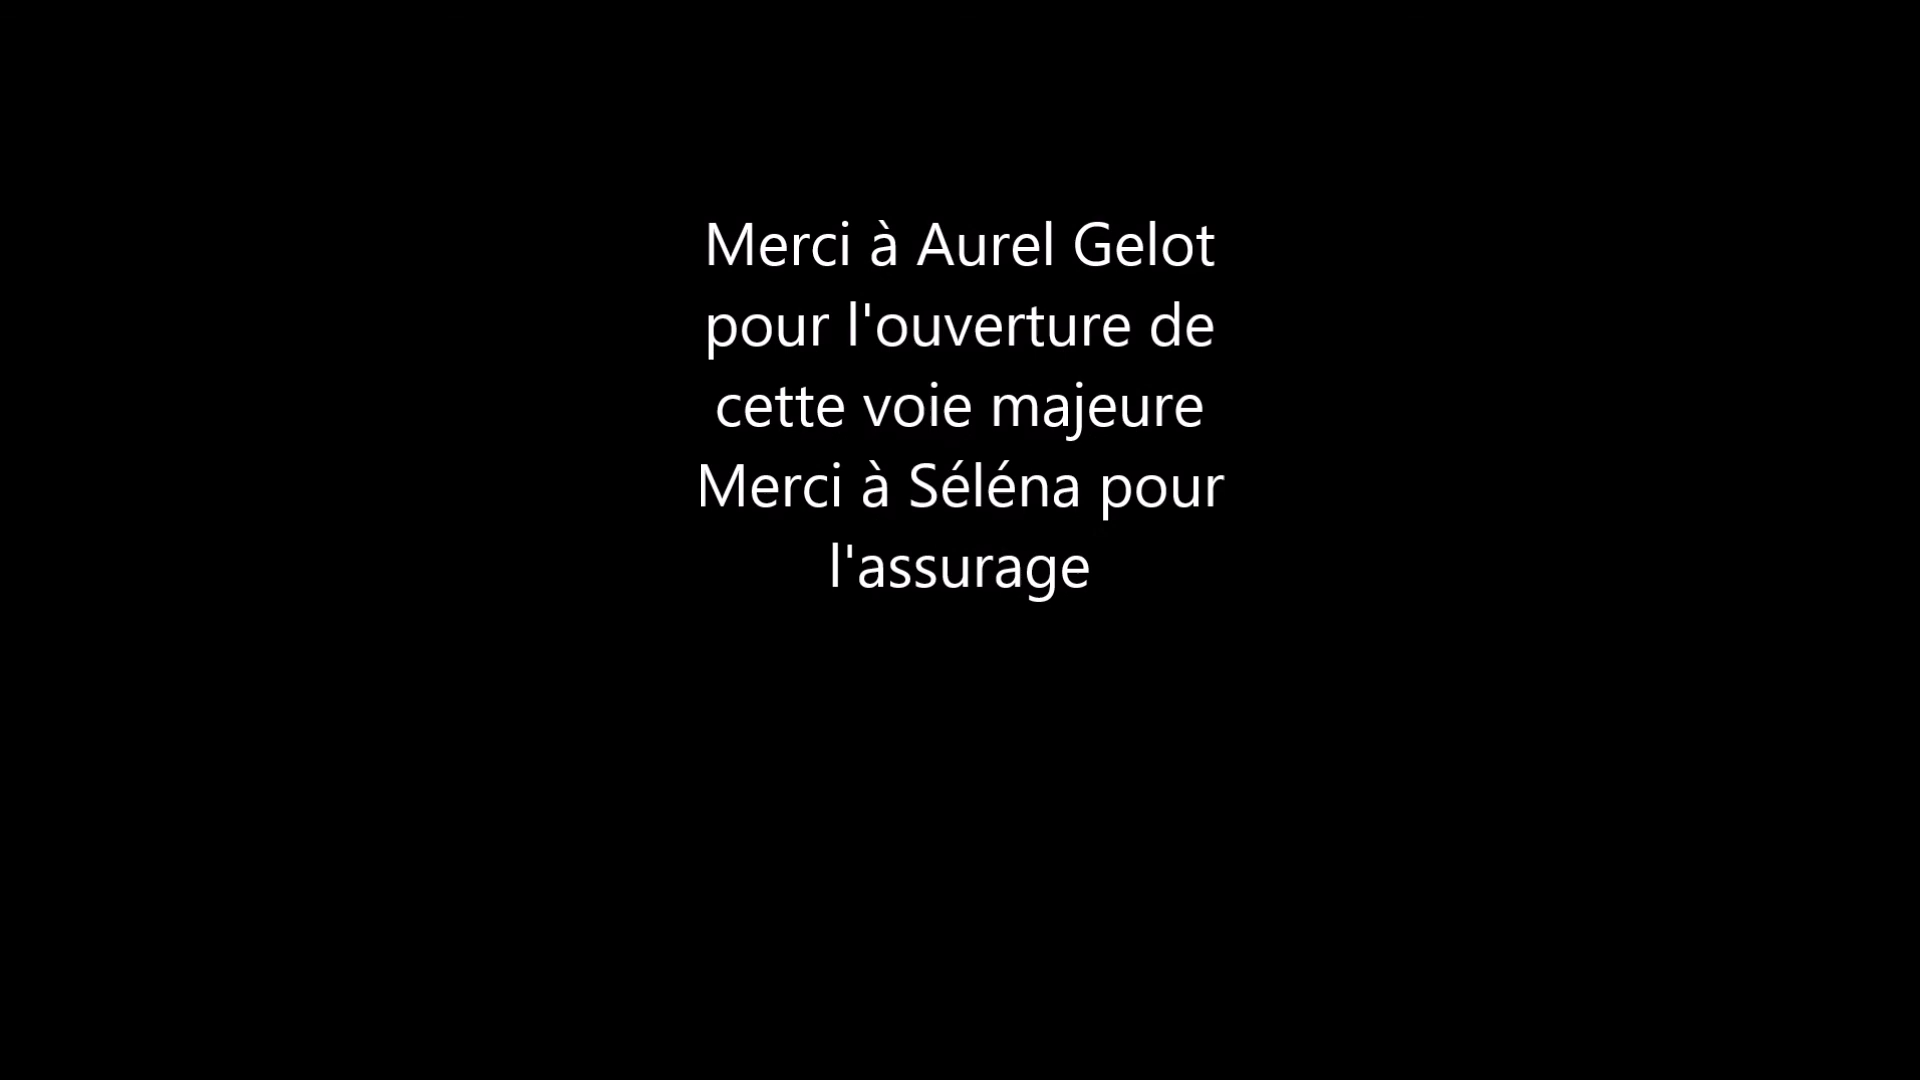 Merci à Aurel Gelot
pour l'ouverture de
cette voie majeure
Merci à Séléna pour
l'assurage